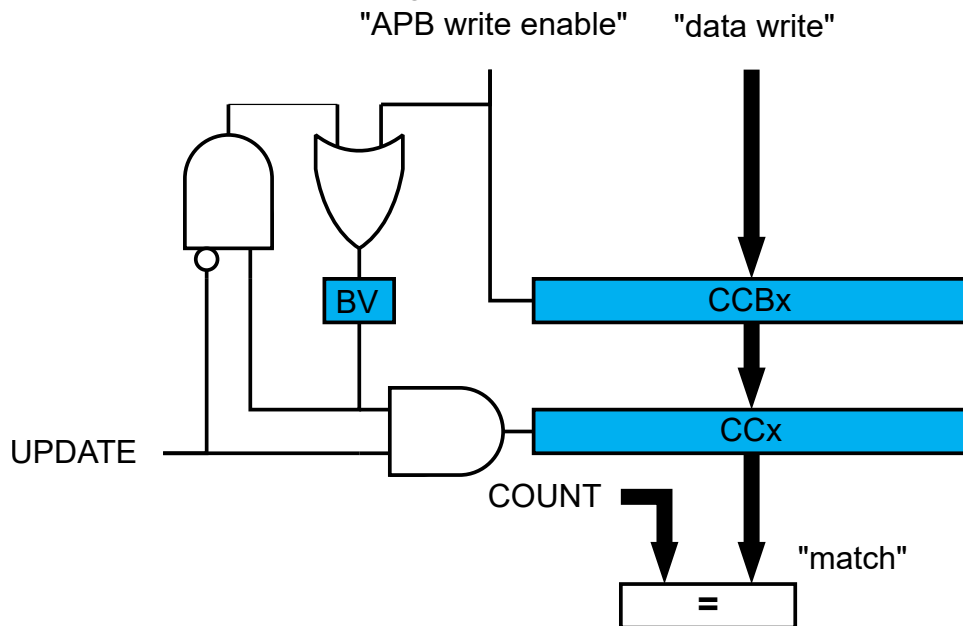 "APB write enable" "data write"
BV
CCBx
CCx
UPDATE
COUNT
"match"
=